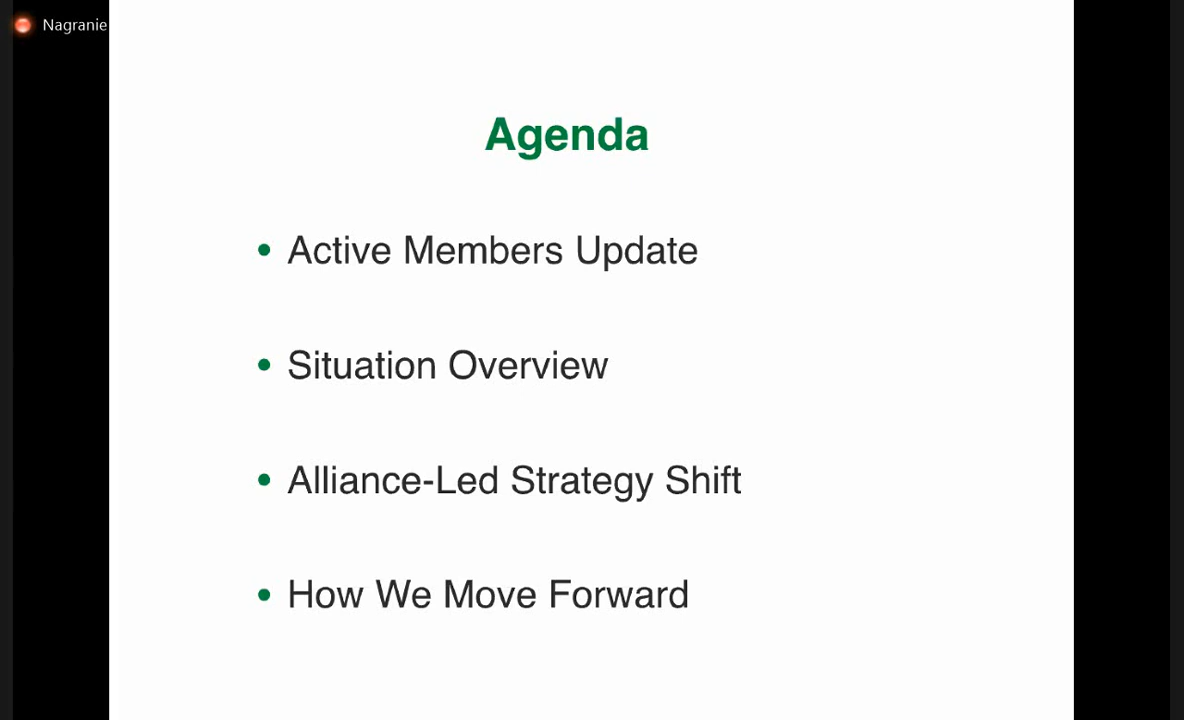 Nagranie
Agenda
• Active Members Update
• Situation Overview
• Alliance-Led Strategy Shift
• How We Move Forward